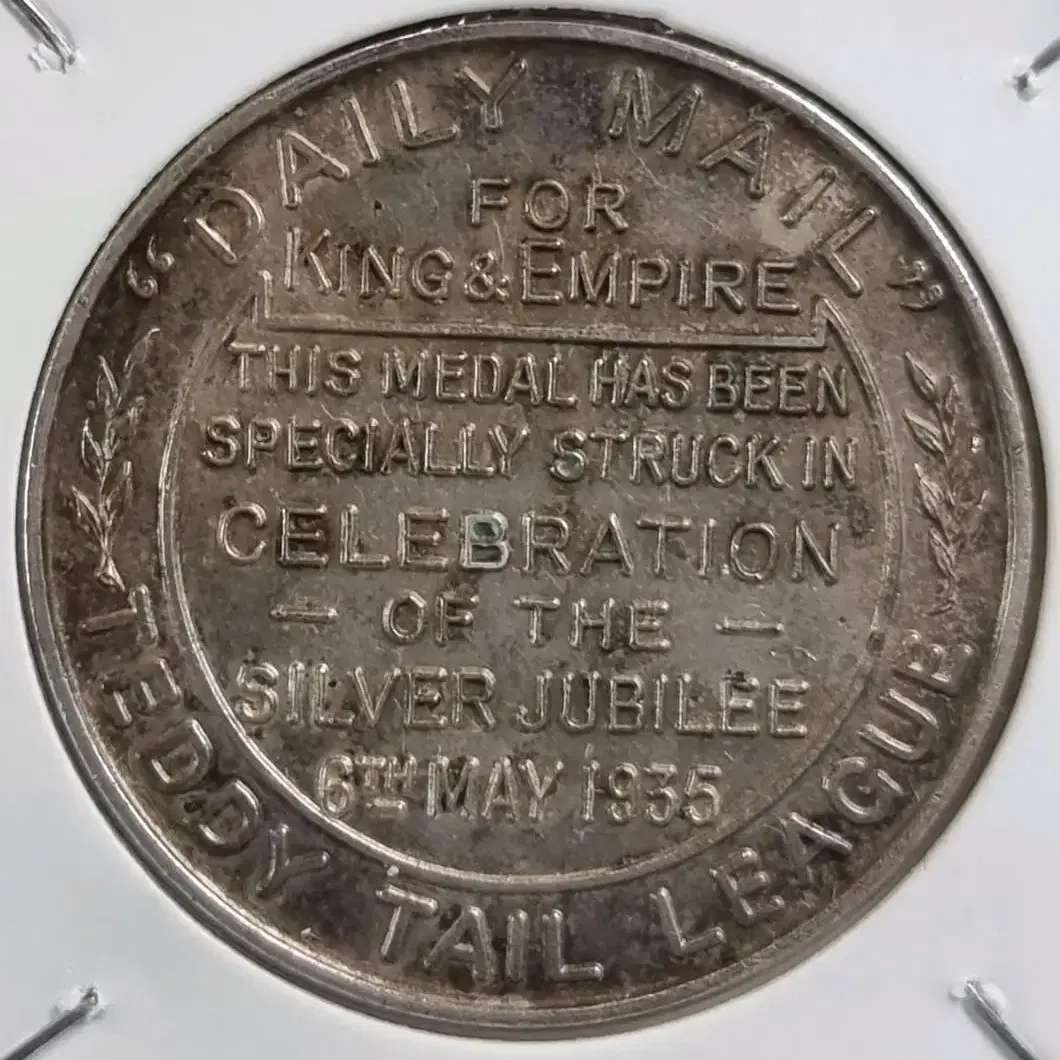 "DAILY MAIL"
FOR
KING & EMPIRE
THIS MEDAL HAS BEEN
SPECIALLY STRUCK IN
CELEBRATION
— OF THE —
SILVER JUBILEE
6TH MAY 1935
TEDDY TAIL LEAGUE